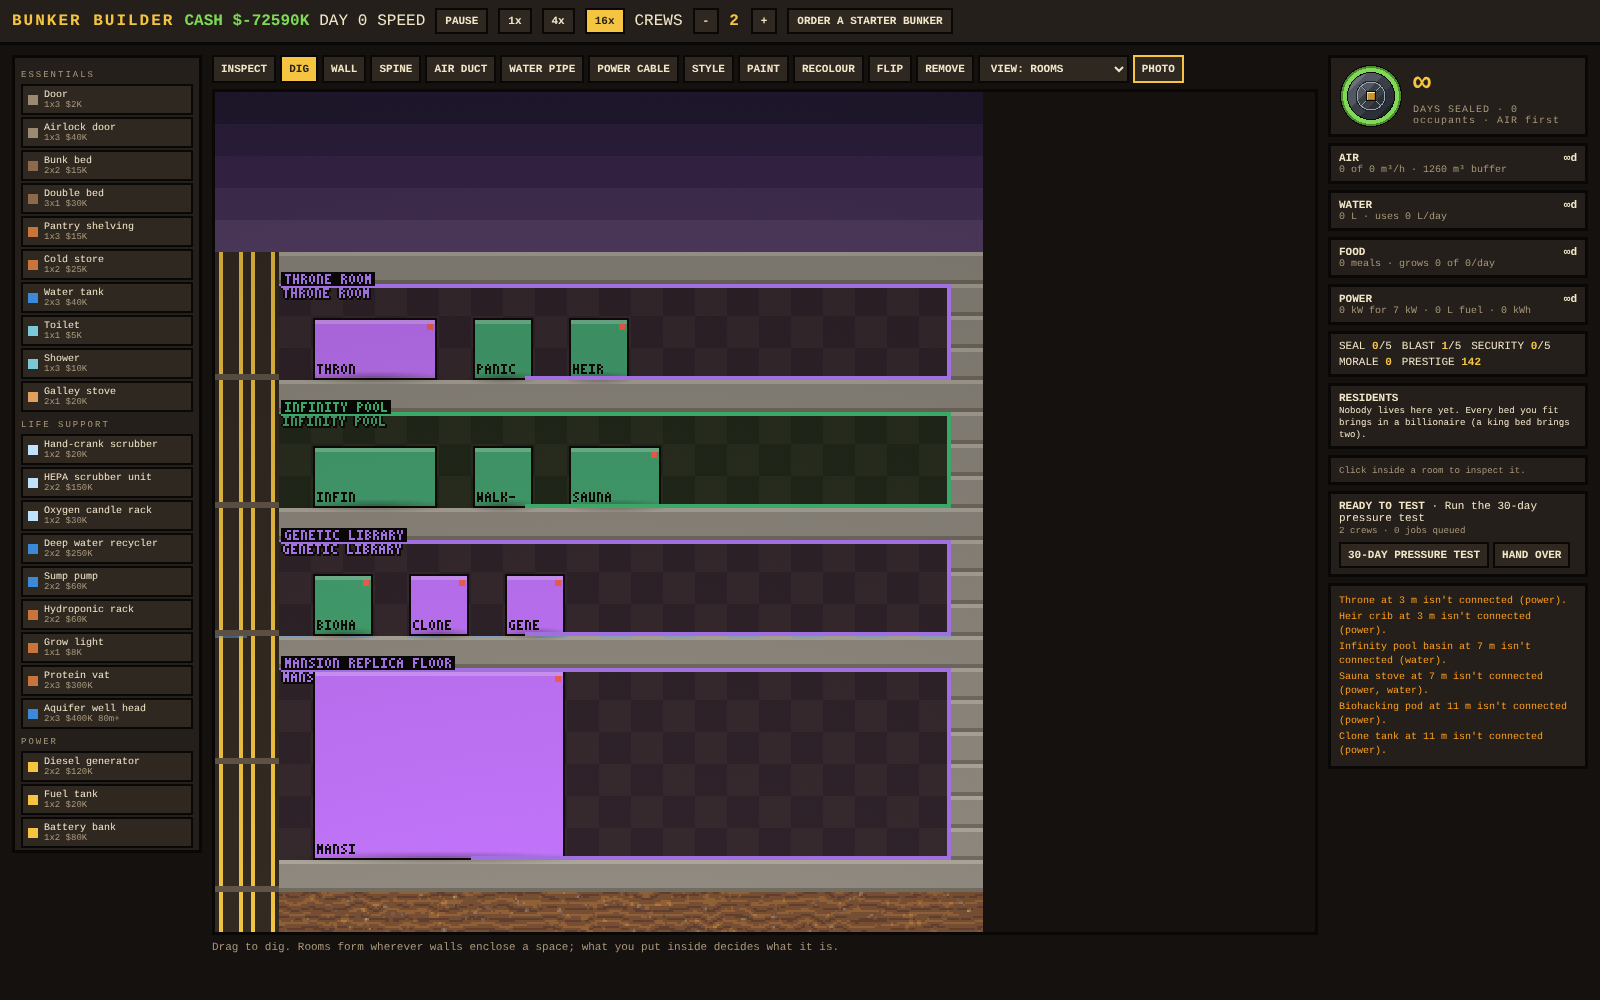 BUNKER BUILDER CASH $-72590K DAY 0 SPEED PAUSE 1x 4x 16x CREWS - 2 + ORDER A STARTER BUNKER
INSPECT DIG WALL SPINE AIR DUCT WATER PIPE POWER CABLE STYLE PAINT RECOLOUR FLIP REMOVE VIEW: ROOMS PHOTO
ESSENTIALS
Door
1x3 $2K
Airlock door
1x3 $40K
Bunk bed
2x2 $15K
Double bed
3x1 $30K
Pantry shelving
1x3 $15K
Cold store
1x2 $25K
Water tank
2x3 $40K
Toilet
1x1 $5K
Shower
1x3 $10K
Galley stove
2x1 $20K
LIFE SUPPORT
Hand-crank scrubber
1x2 $20K
HEPA scrubber unit
2x2 $150K
Oxygen candle rack
1x2 $30K
Deep water recycler
2x2 $250K
Sump pump
2x2 $60K
Hydroponic rack
2x2 $60K
Grow light
1x1 $8K
Protein vat
2x3 $300K
Aquifer well head
2x3 $400K 80m+
POWER
Diesel generator
2x2 $120K
Fuel tank
1x2 $20K
Battery bank
1x2 $80K
THRONE ROOM
THRONE ROOM
THRON PANIC HEIR
INFINITY POOL
INFINITY POOL
INFIN WALK- SAUNA
GENETIC LIBRARY
GENETIC LIBRARY
BIOHA CLONE GENE
MANSION REPLICA FLOOR
MANS
MANSI
Drag to dig. Rooms form wherever walls enclose a space; what you put inside decides what it is.
∞
DAYS SEALED · 0
occupants · AIR first
AIR ∞d
0 of 0 m³/h · 1260 m³ buffer
WATER ∞d
0 L · uses 0 L/day
FOOD ∞d
0 meals · grows 0 of 0/day
POWER ∞d
0 kW for 7 kW · 0 L fuel · 0 kWh
SEAL 0/5 BLAST 1/5 SECURITY 0/5
MORALE 0 PRESTIGE 142
RESIDENTS
Nobody lives here yet. Every bed you fit
brings in a billionaire (a king bed brings
two).
Click inside a room to inspect it.
READY TO TEST · Run the 30-day
pressure test
2 crews · 0 jobs queued
30-DAY PRESSURE TEST HAND OVER
Throne at 3 m isn't connected (power).
Heir crib at 3 m isn't connected
(power).
Infinity pool basin at 7 m isn't
connected (water).
Sauna stove at 7 m isn't connected
(power, water).
Biohacking pod at 11 m isn't connected
(power).
Clone tank at 11 m isn't connected
(power).